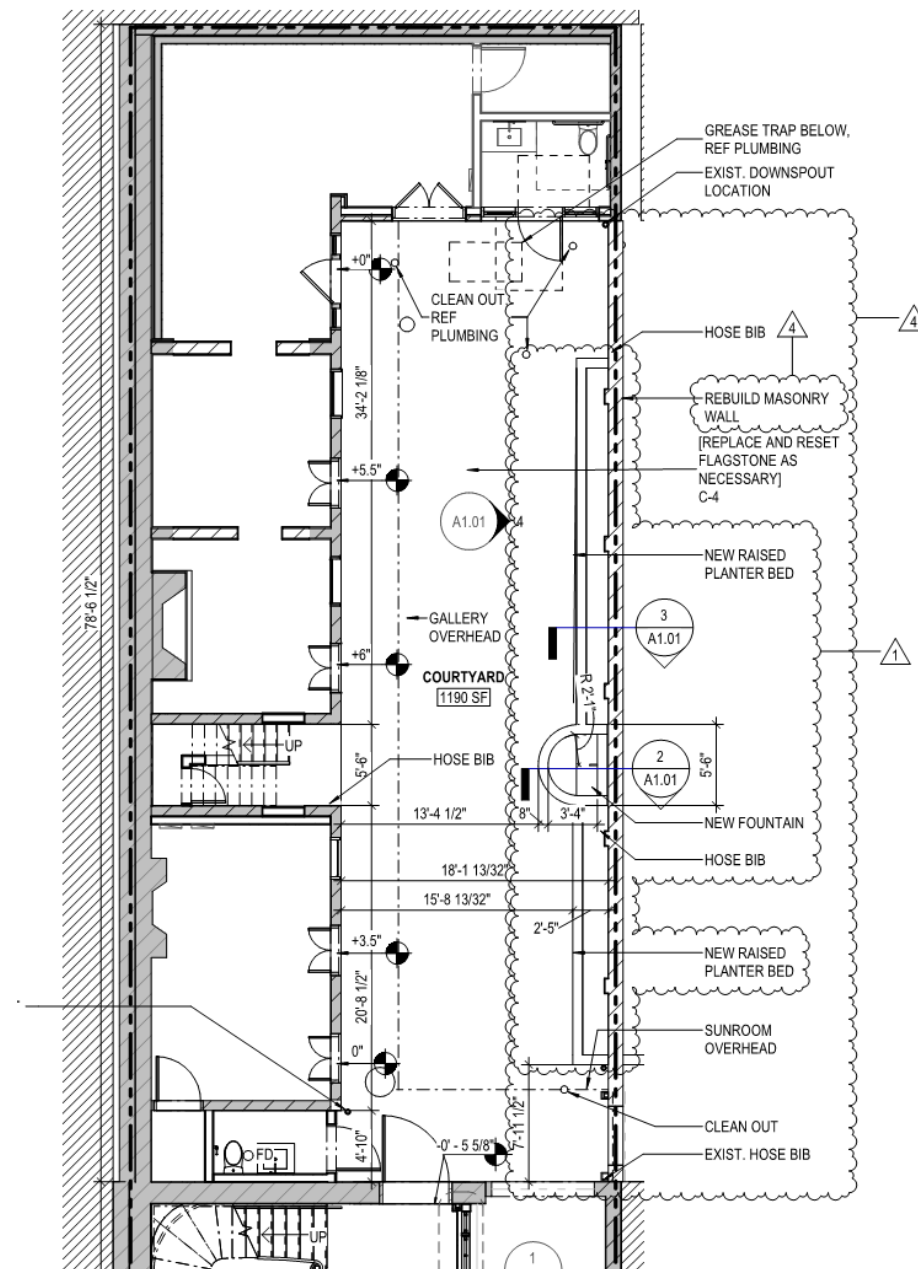 GREASE TRAP BELOW,
REF PLUMBING
EXIST. DOWNSPOUT
LOCATION
+0"
CLEAN OUT
REF
PLUMBING
HOSE BIB
4
4
REBUILD MASONRY
WALL
[REPLACE AND RESET
FLAGSTONE AS
NECESSARY]
C-4
34'-2 1/8"
+5.5"
A1.01
4
NEW RAISED
PLANTER BED
78'-6 1/2"
GALLERY
OVERHEAD
3
A1.01
1
+6"
COURTYARD
1190 SF
R 2'-1"
UP
HOSE BIB
5'-6"
5'-6"
2
A1.01
13'-4 1/2"
8"
3'-4"
NEW FOUNTAIN
HOSE BIB
18'-1 13/32"
15'-8 13/32"
2'-5"
+3.5"
NEW RAISED
PLANTER BED
20'-8 1/2"
SUNROOM
OVERHEAD
0"
7'-11 1/2"
CLEAN OUT
FD
4'-10"
-0' - 5 5/8"
EXIST. HOSE BIB
UP
1